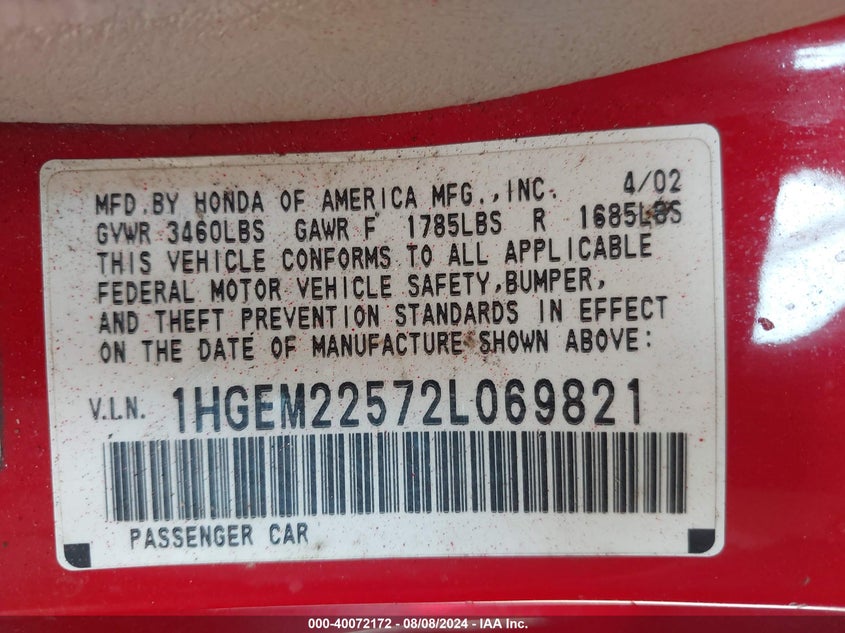 MFD.BY HONDA OF AMERICA MFG.,INC. 4/02
GVWR 3460LBS GAWR F 1785LBS R 1685LBS
THIS VEHICLE CONFORMS TO ALL APPLICABLE
FEDERAL MOTOR VEHICLE SAFETY,BUMPER,
AND THEFT PREVENTION STANDARDS IN EFFECT
ON THE DATE OF MANUFACTURE SHOWN ABOVE:
V.I.N. 1HGEM22572L069821
PASSENGER CAR
000-40072172 - 08/08/2024 - IAA Inc.